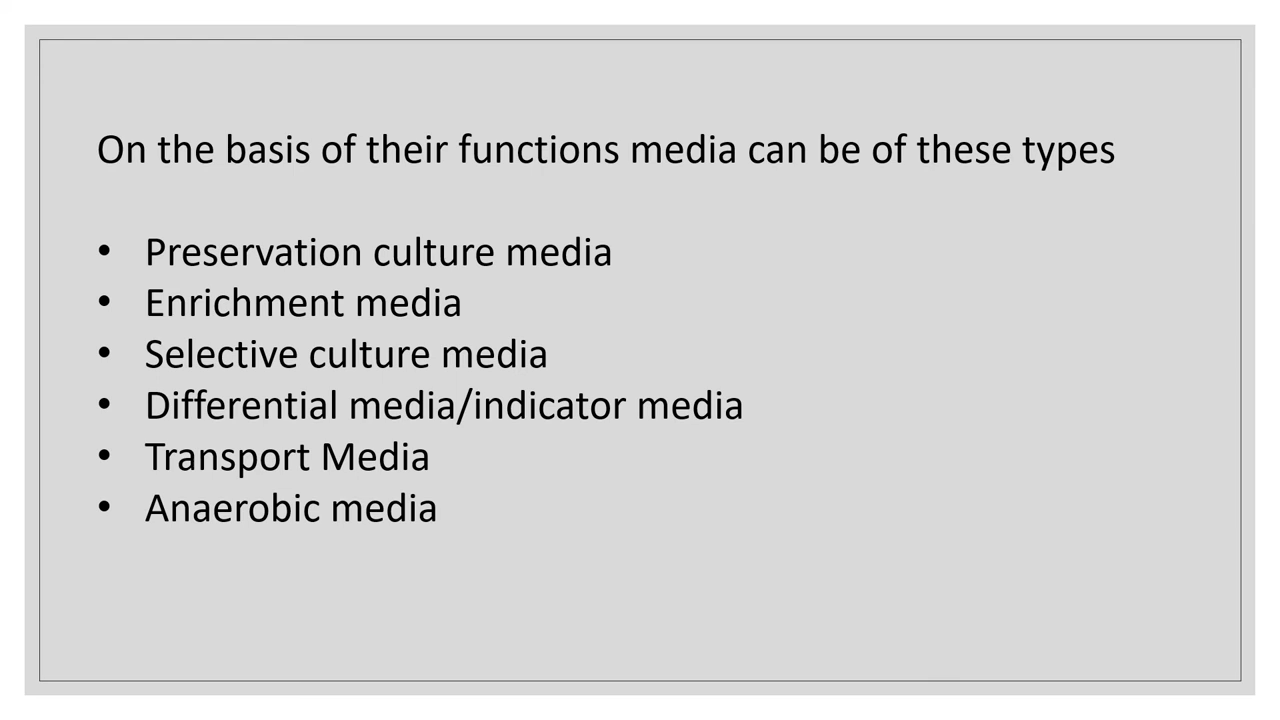 On the basis of their functions media can be of these types
• Preservation culture media
• Enrichment media
• Selective culture media
• Differential media/indicator media
• Transport Media
• Anaerobic media